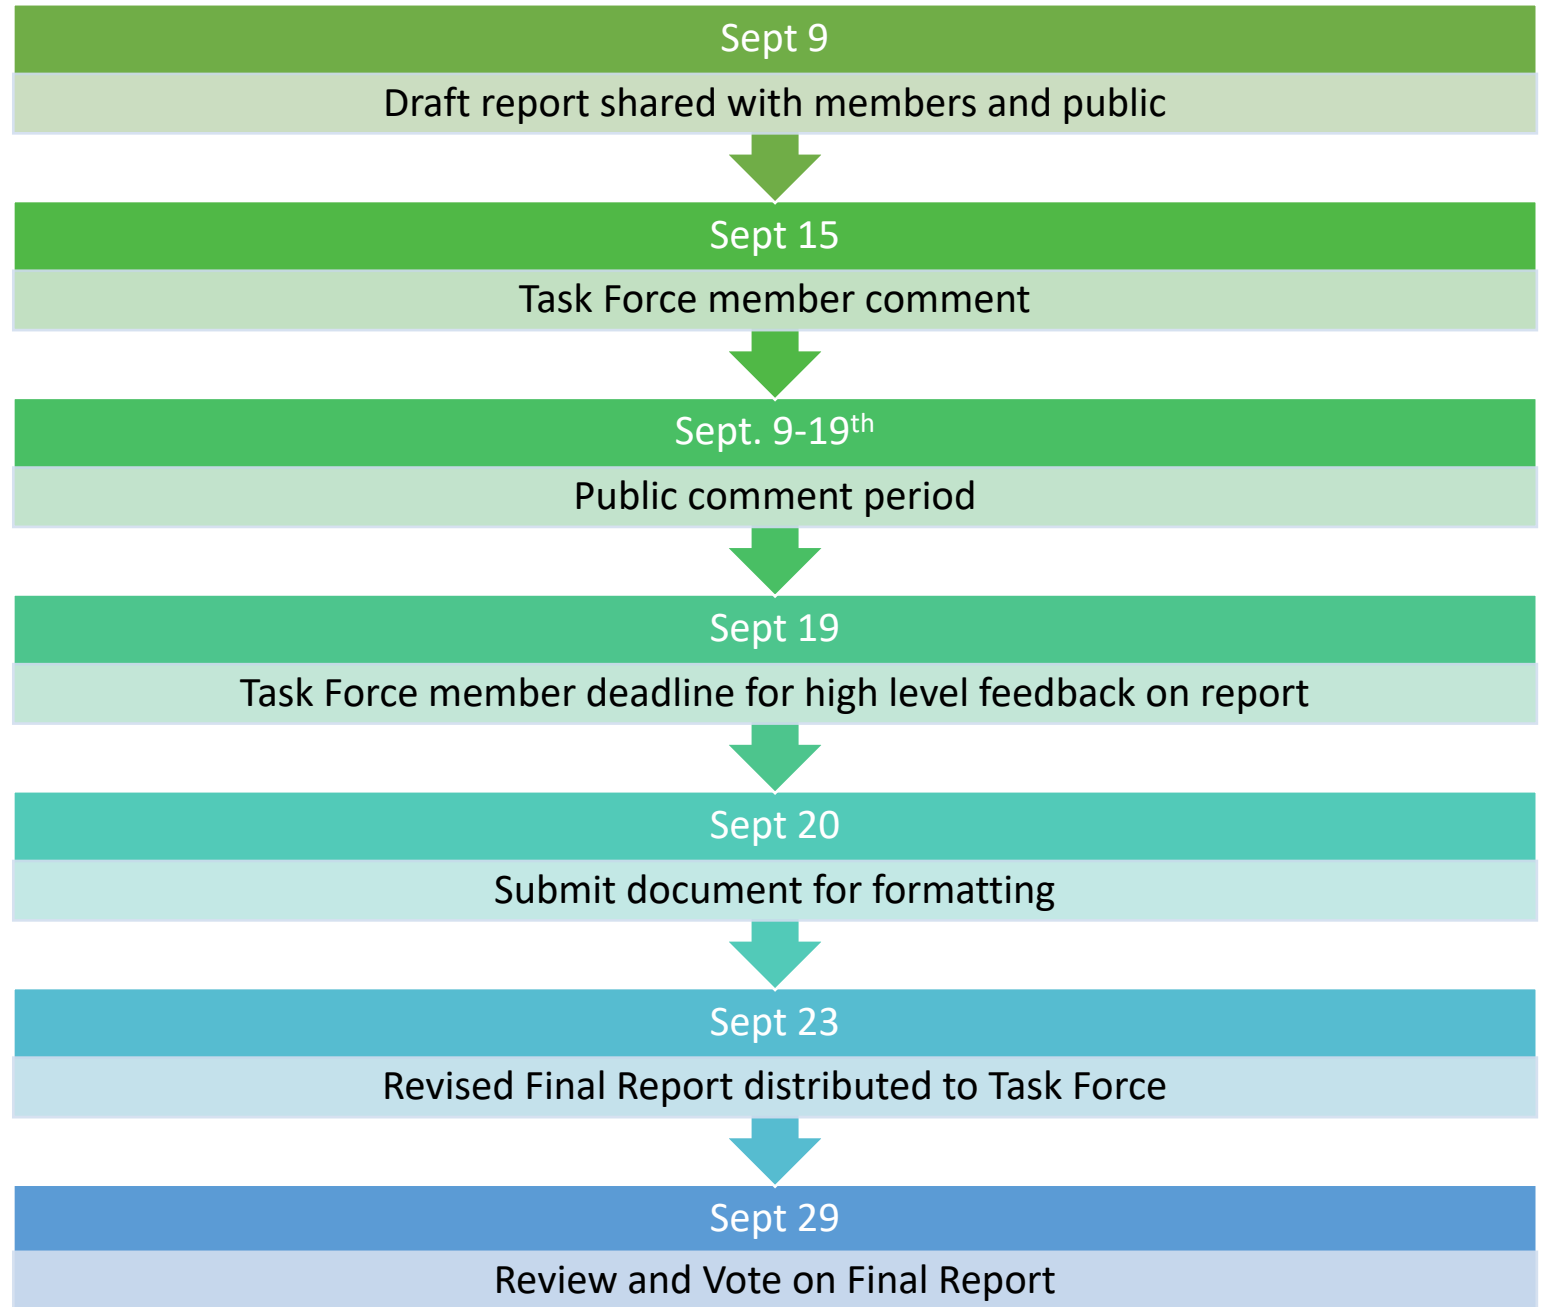 Sept 9
Draft report shared with members and public
Sept 15
Task Force member comment
Sept. 9-19th
Public comment period
Sept 19
Task Force member deadline for high level feedback on report
Sept 20
Submit document for formatting
Sept 23
Revised Final Report distributed to Task Force
Sept 29
Review and Vote on Final Report